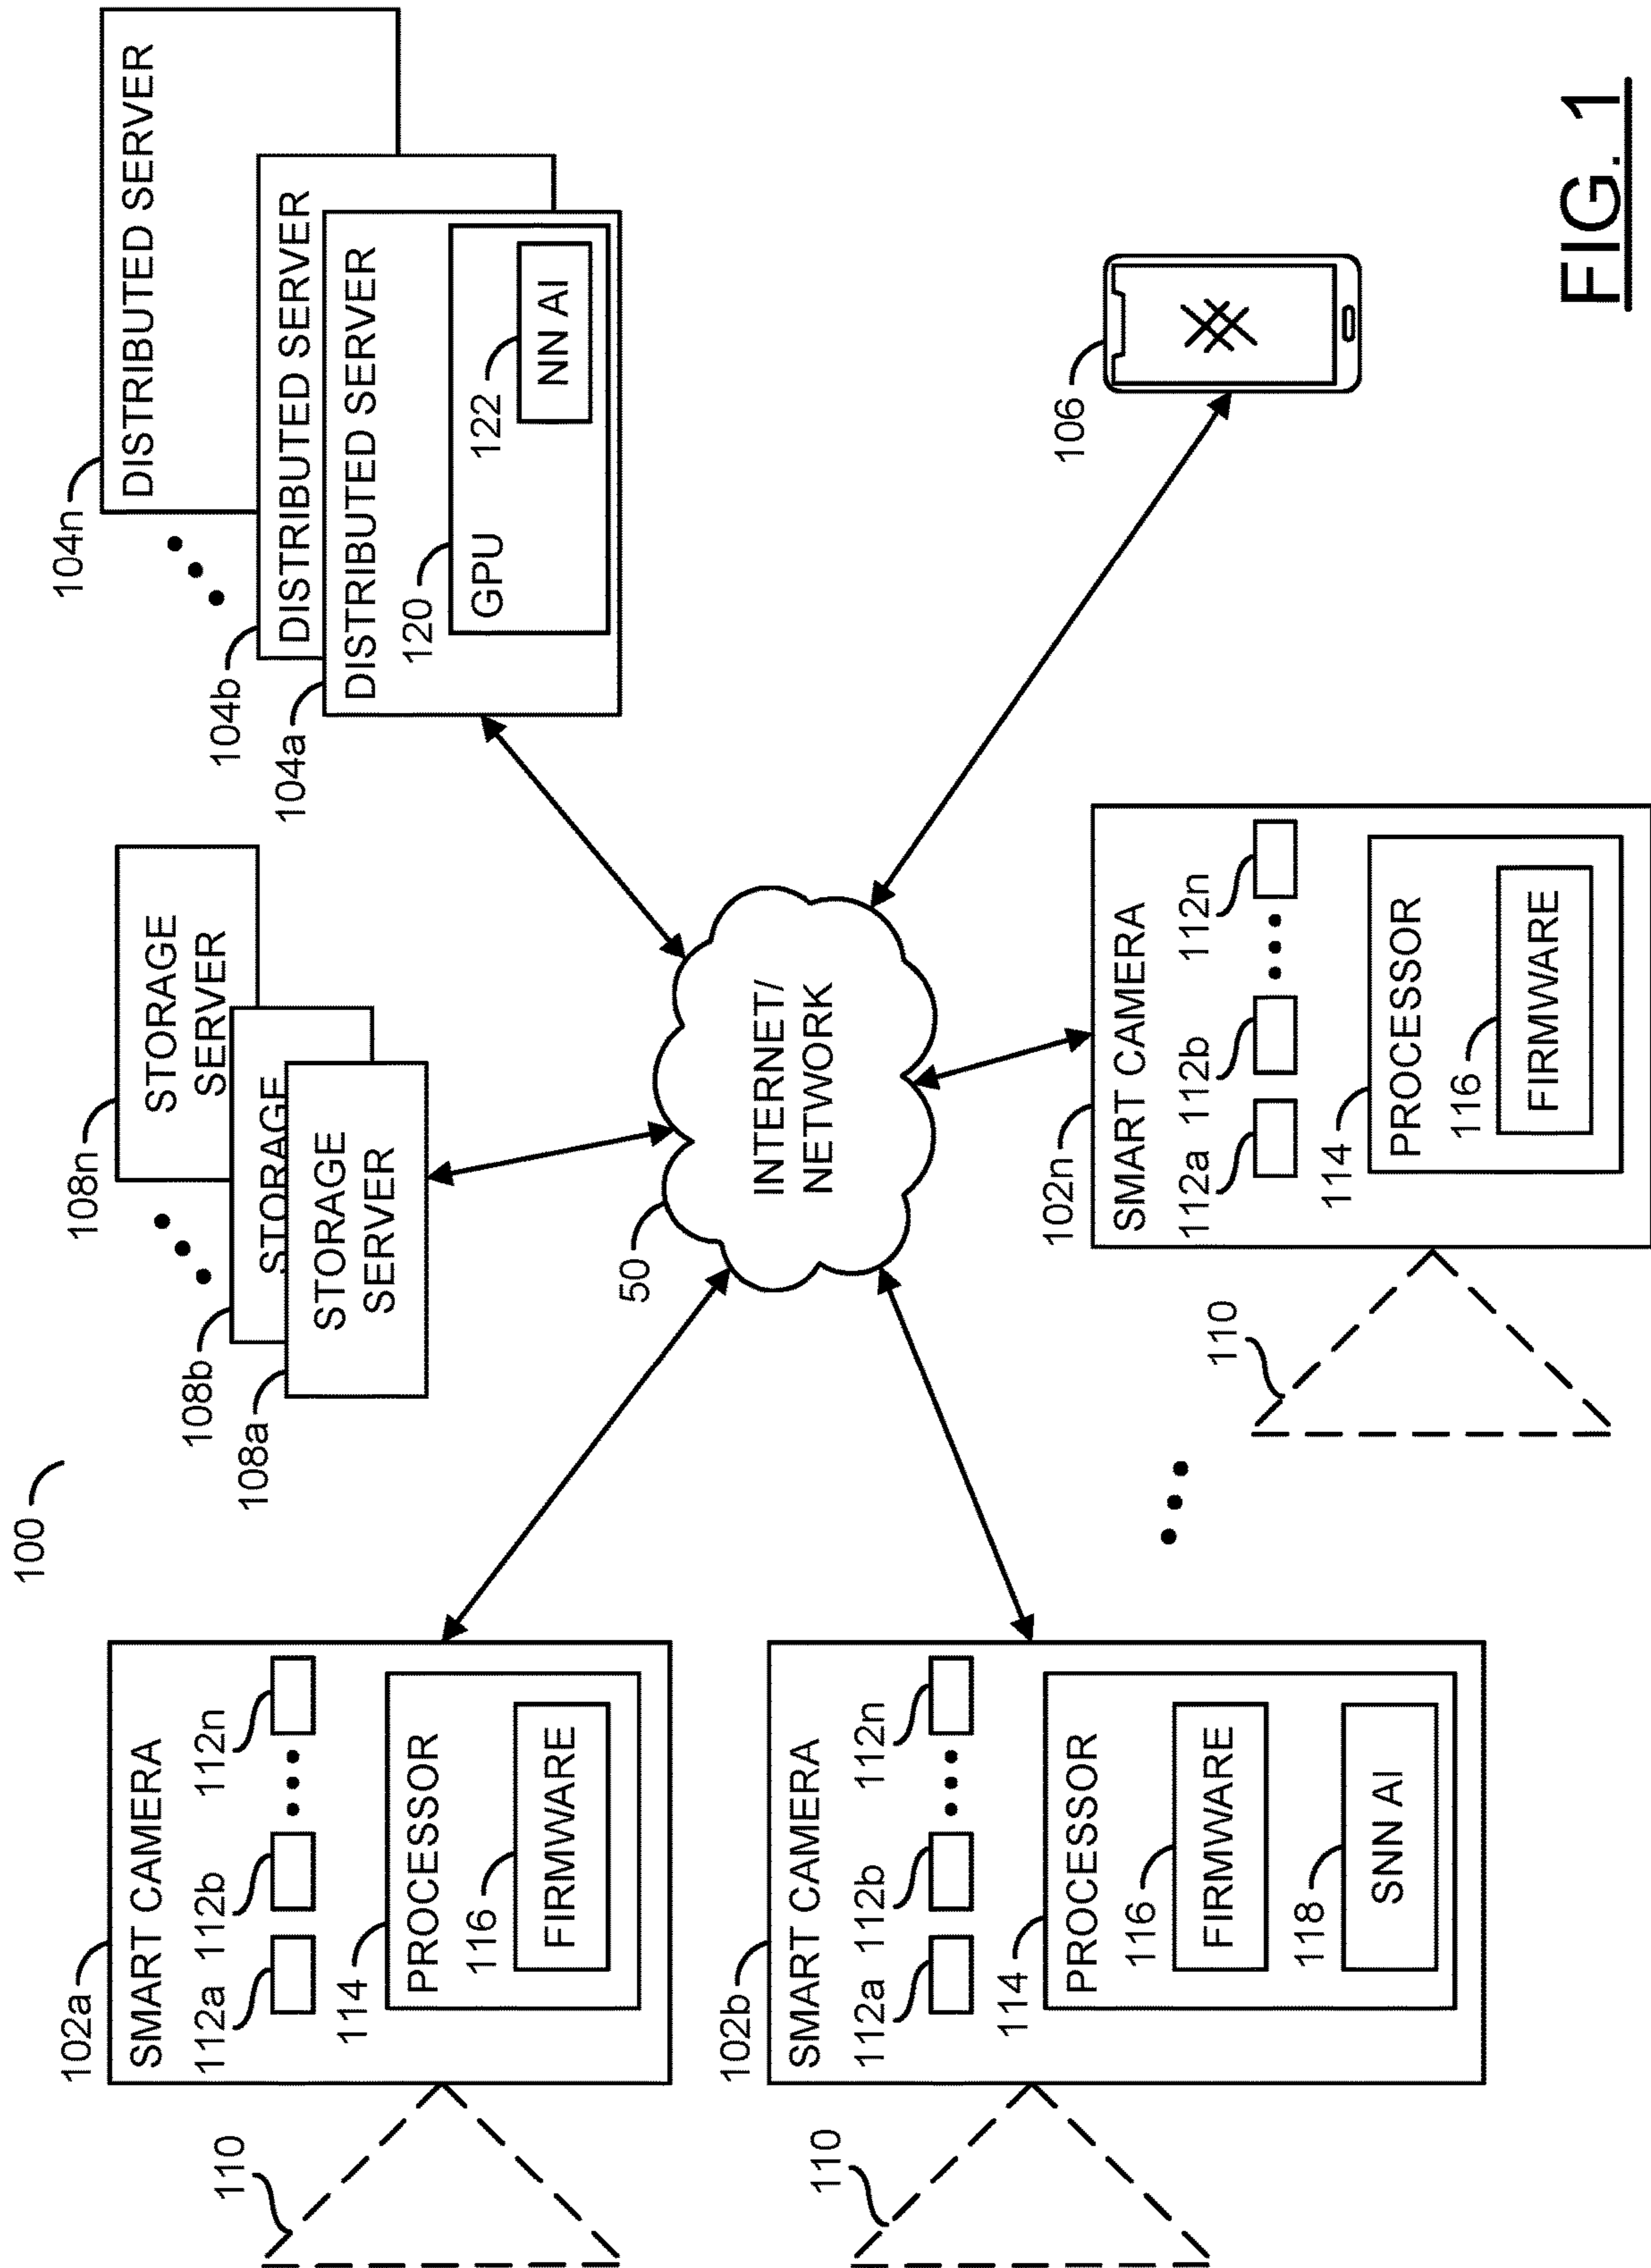 100
108n
STORAGE
SERVER
108b
STORAGE
108a
STORAGE
SERVER
104n
DISTRIBUTED SERVER
104b
DISTRIBUTED SERVER
104a
DISTRIBUTED SERVER
120
GPU
122
NN AI
102a
SMART CAMERA
112a
112b
112n
114
PROCESSOR
116
FIRMWARE
110
50
INTERNET/
NETWORK
106
102b
SMART CAMERA
112a
112b
112n
114
PROCESSOR
116
FIRMWARE
118
SNN AI
110
102n
SMART CAMERA
112a
112b
112n
114
PROCESSOR
116
FIRMWARE
110
FIG. 1